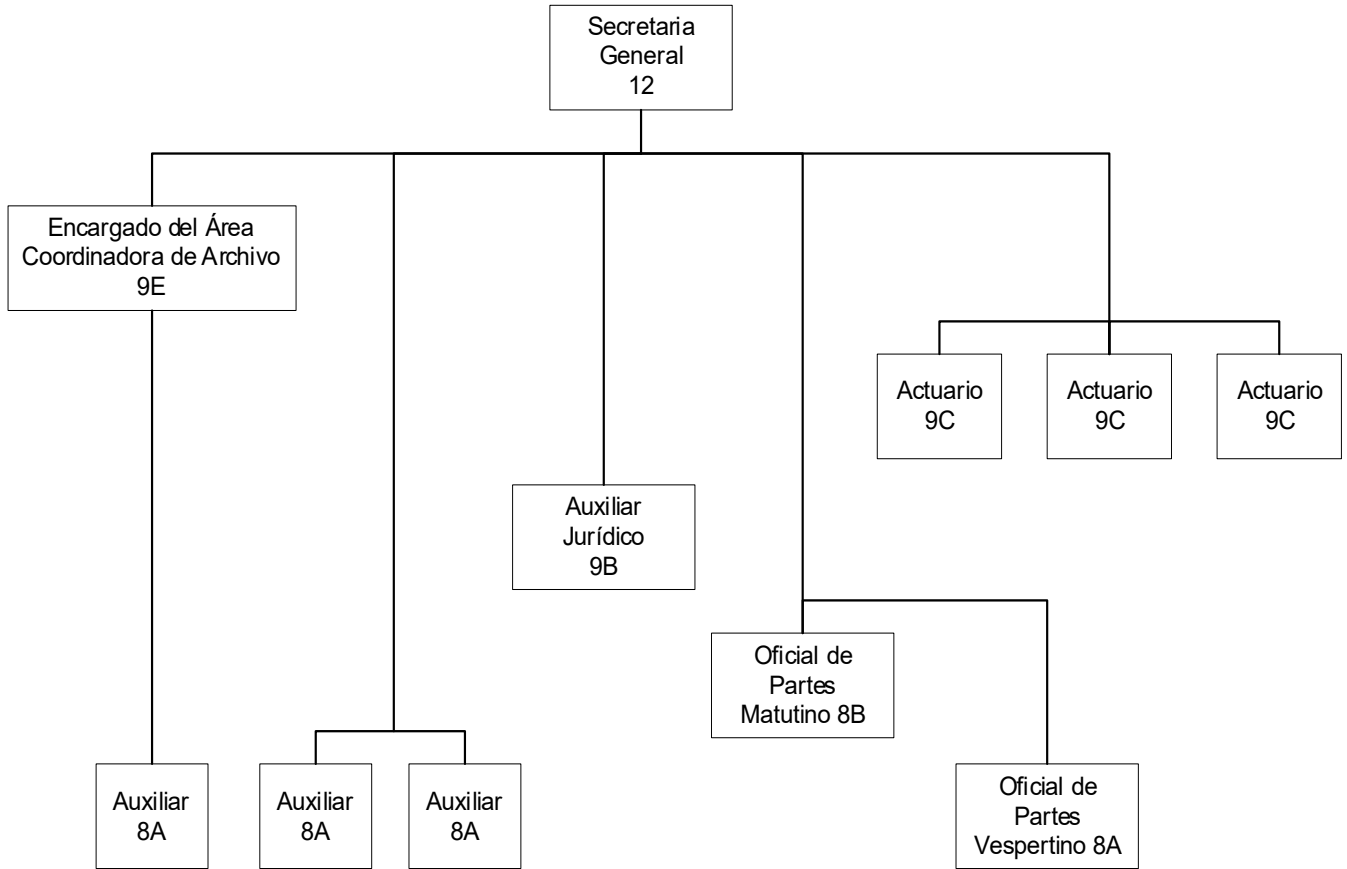 Secretaria
General
12
Encargado del Área
Coordinadora de Archivo
9E
Actuario
9C
Actuario
9C
Actuario
9C
Auxiliar
Jurídico
9B
Oficial de
Partes
Matutino 8B
Auxiliar
8A
Auxiliar
8A
Auxiliar
8A
Oficial de
Partes
Vespertino 8A